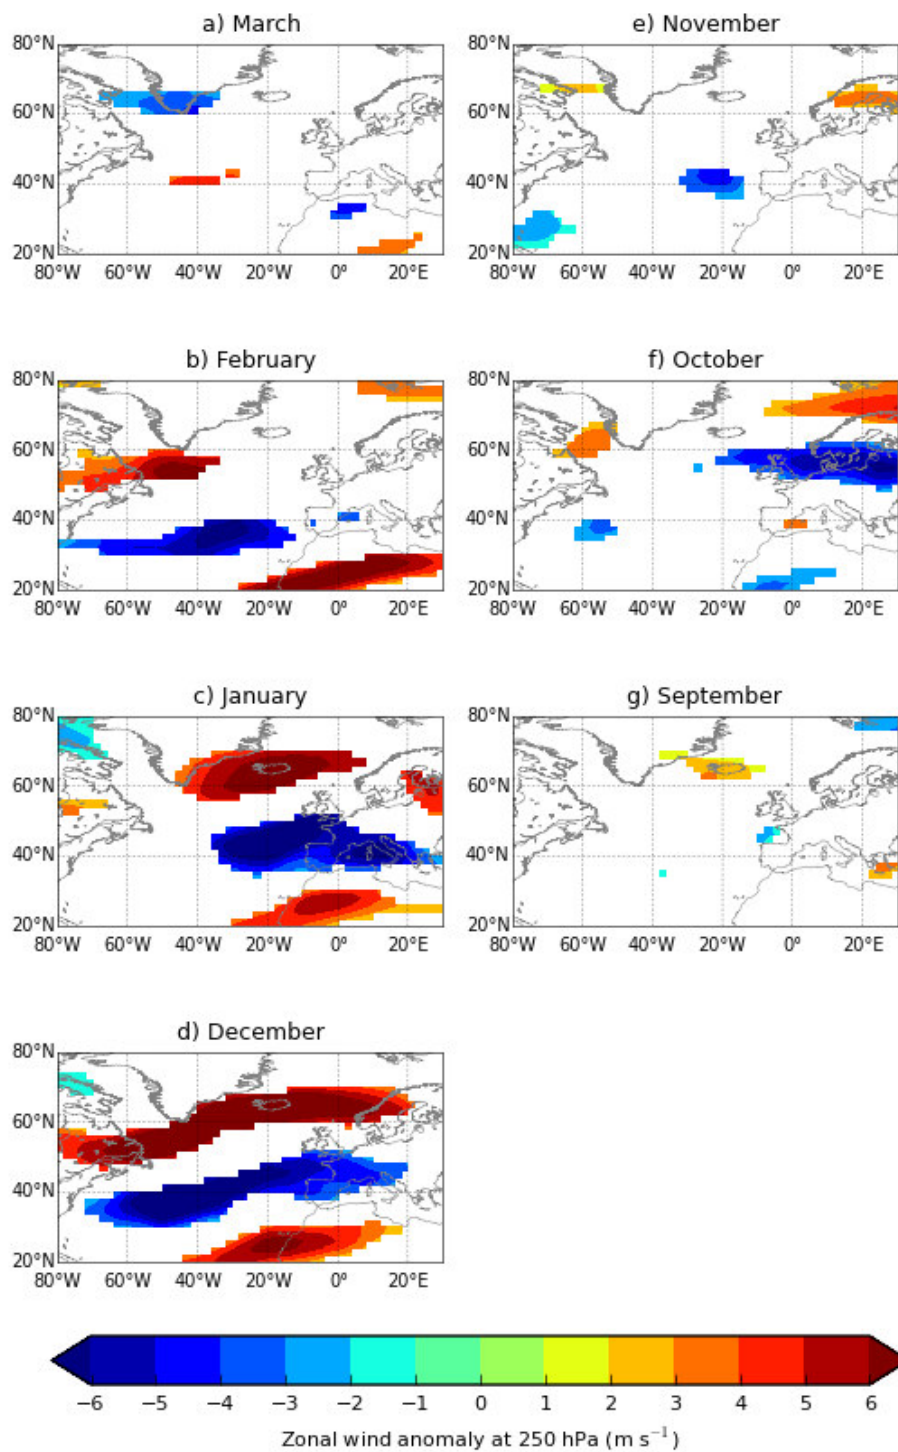 a) March
80°N
60°N
40°N
20°N
80°W 60°W 40°W 20°W 0° 20°E
e) November
80°N
60°N
40°N
20°N
80°W 60°W 40°W 20°W 0° 20°E
b) February
80°N
60°N
40°N
20°N
80°W 60°W 40°W 20°W 0° 20°E
f) October
80°N
60°N
40°N
20°N
80°W 60°W 40°W 20°W 0° 20°E
c) January
80°N
60°N
40°N
20°N
80°W 60°W 40°W 20°W 0° 20°E
g) September
80°N
60°N
40°N
20°N
80°W 60°W 40°W 20°W 0° 20°E
d) December
80°N
60°N
40°N
20°N
80°W 60°W 40°W 20°W 0° 20°E
−6 −5 −4 −3 −2 −1 0 1 2 3 4 5 6
Zonal wind anomaly at 250 hPa (m s⁻¹)